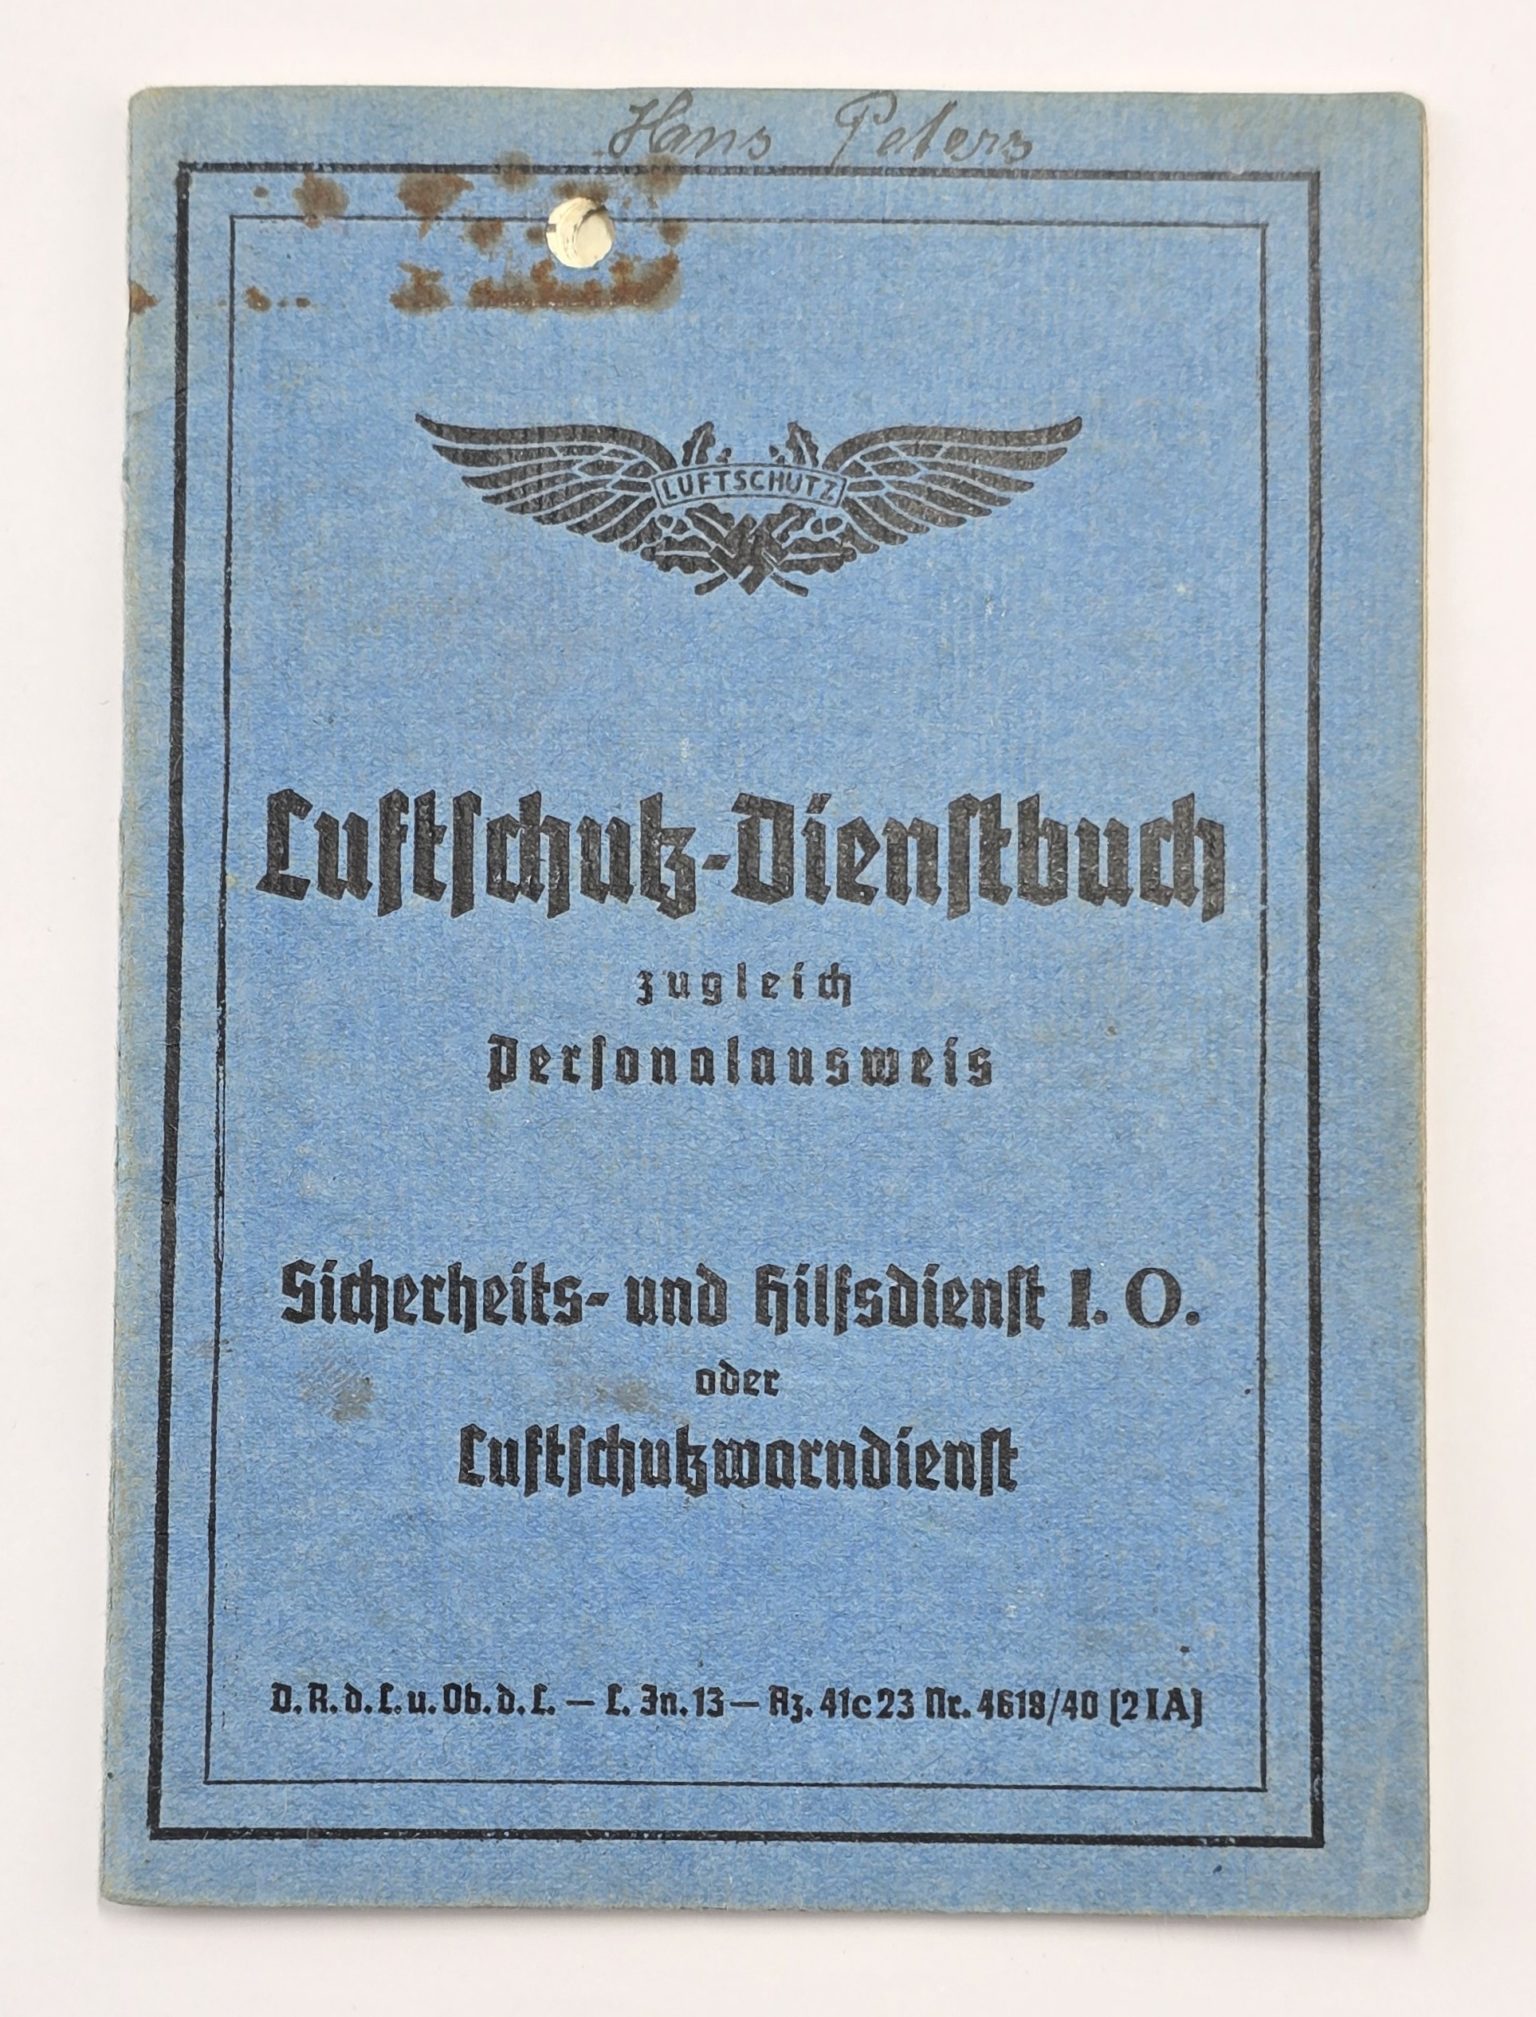 Hans Peters
LUFTSCHUTZ
Luftschutz-Dienstbuch
zugleich
Personalausweis
Sicherheits- und Hilfsdienst I. O.
oder
Luftschutzwarndienst
D. R. d. L. u. Ob. d. L. — L. In. 13 — Az. 41c 23 Nr. 4618/40 [2 I A]